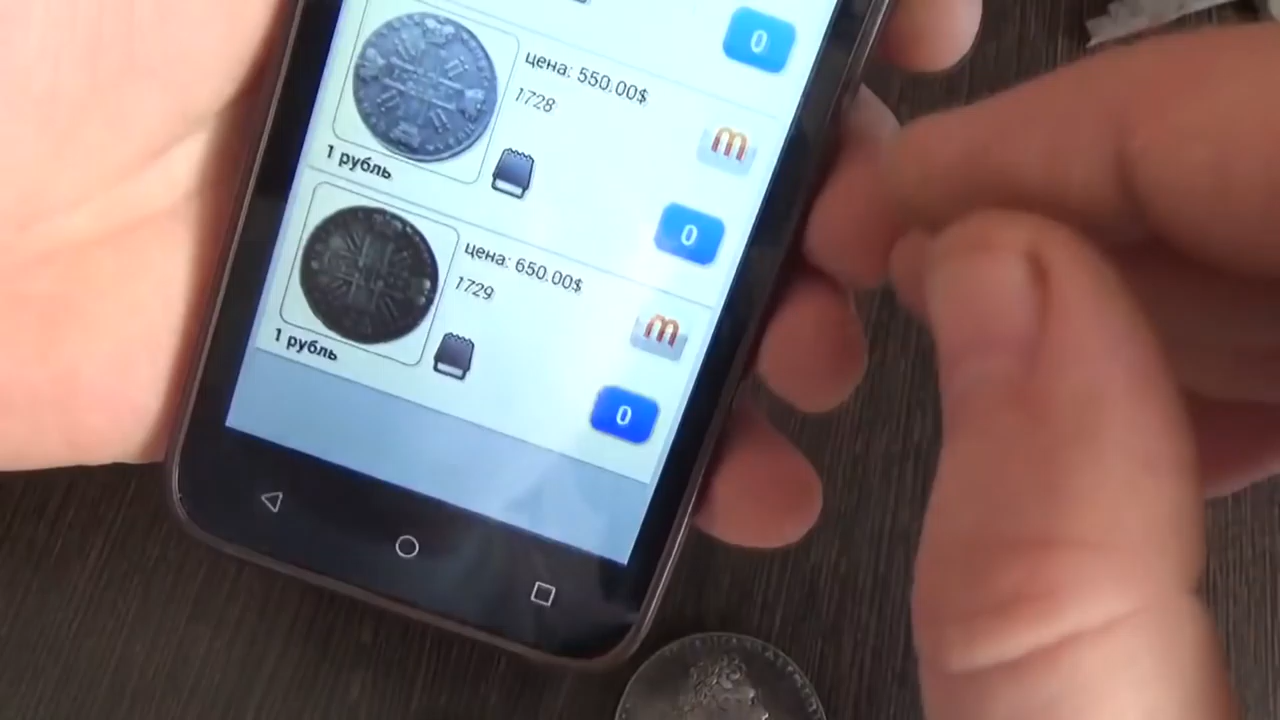 0
цена: 550.00$
1728
m
1 рубль
0
цена: 650.00$
1729
m
1 рубль
0